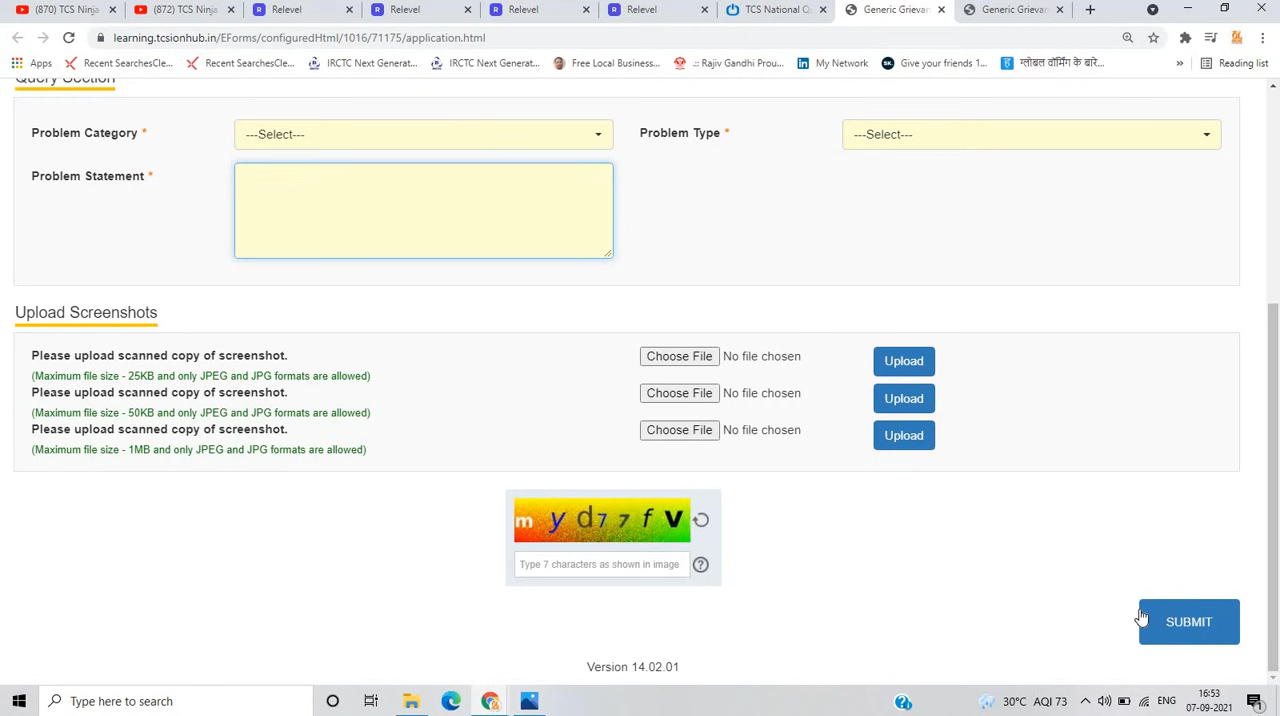 (870) TCS Ninja
(872) TCS Ninja
Relevel
Relevel
Relevel
Relevel
TCS National Q
Generic Grievan
Generic Grievan
learning.tcsionhub.in/EForms/configuredHtml/1016/71175/application.html
Apps
Recent SearchesCle...
Recent SearchesCle...
IRCTC Next Generat...
IRCTC Next Generat...
Free Local Business...
.:: Rajiv Gandhi Prou...
My Network
Give your friends 1...
ग्लोबल वॉर्मिंग के बारे...
»
Reading list
Query Section
Problem Category *
---Select---
Problem Type *
---Select---
Problem Statement *
Upload Screenshots
Please upload scanned copy of screenshot.
Choose File No file chosen
Upload
(Maximum file size - 25KB and only JPEG and JPG formats are allowed)
Please upload scanned copy of screenshot.
Choose File No file chosen
Upload
(Maximum file size - 50KB and only JPEG and JPG formats are allowed)
Please upload scanned copy of screenshot.
Choose File No file chosen
Upload
(Maximum file size - 1MB and only JPEG and JPG formats are allowed)
m y d 7 7 f v
Type 7 characters as shown in image
SUBMIT
Version 14.02.01
Type here to search
30°C AQI 73
ENG
16:53
07-09-2021